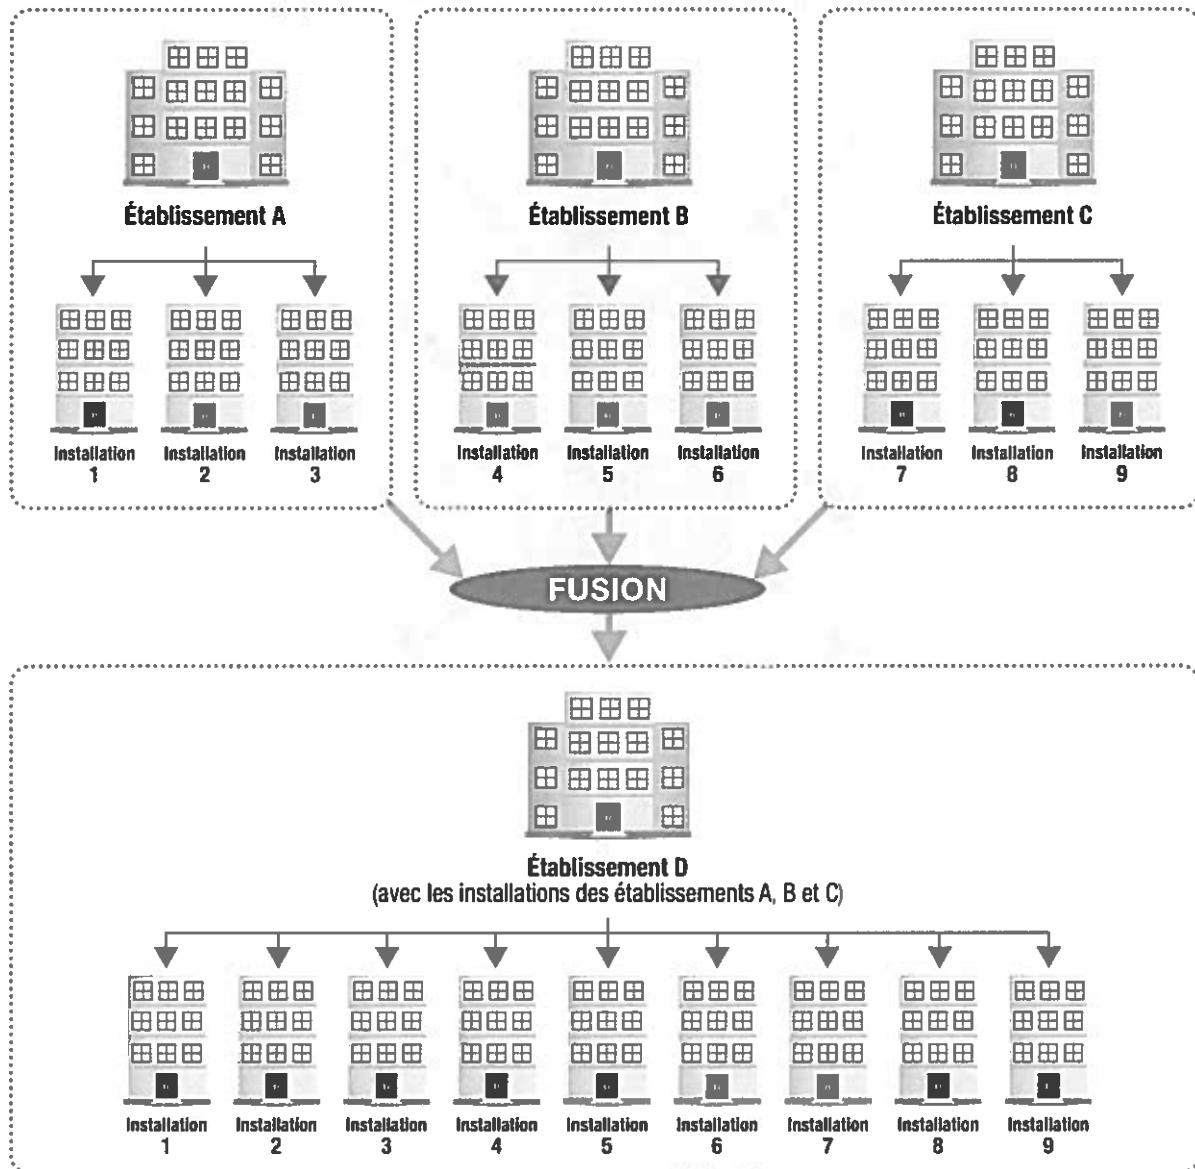 Établissement A
Établissement B
Établissement C
Installation
1
Installation
2
Installation
3
Installation
4
Installation
5
Installation
6
Installation
7
Installation
8
Installation
9
FUSION
Établissement D
(avec les installations des établissements A, B et C)
Installation
1
Installation
2
Installation
3
Installation
4
Installation
5
Installation
6
Installation
7
Installation
8
Installation
9